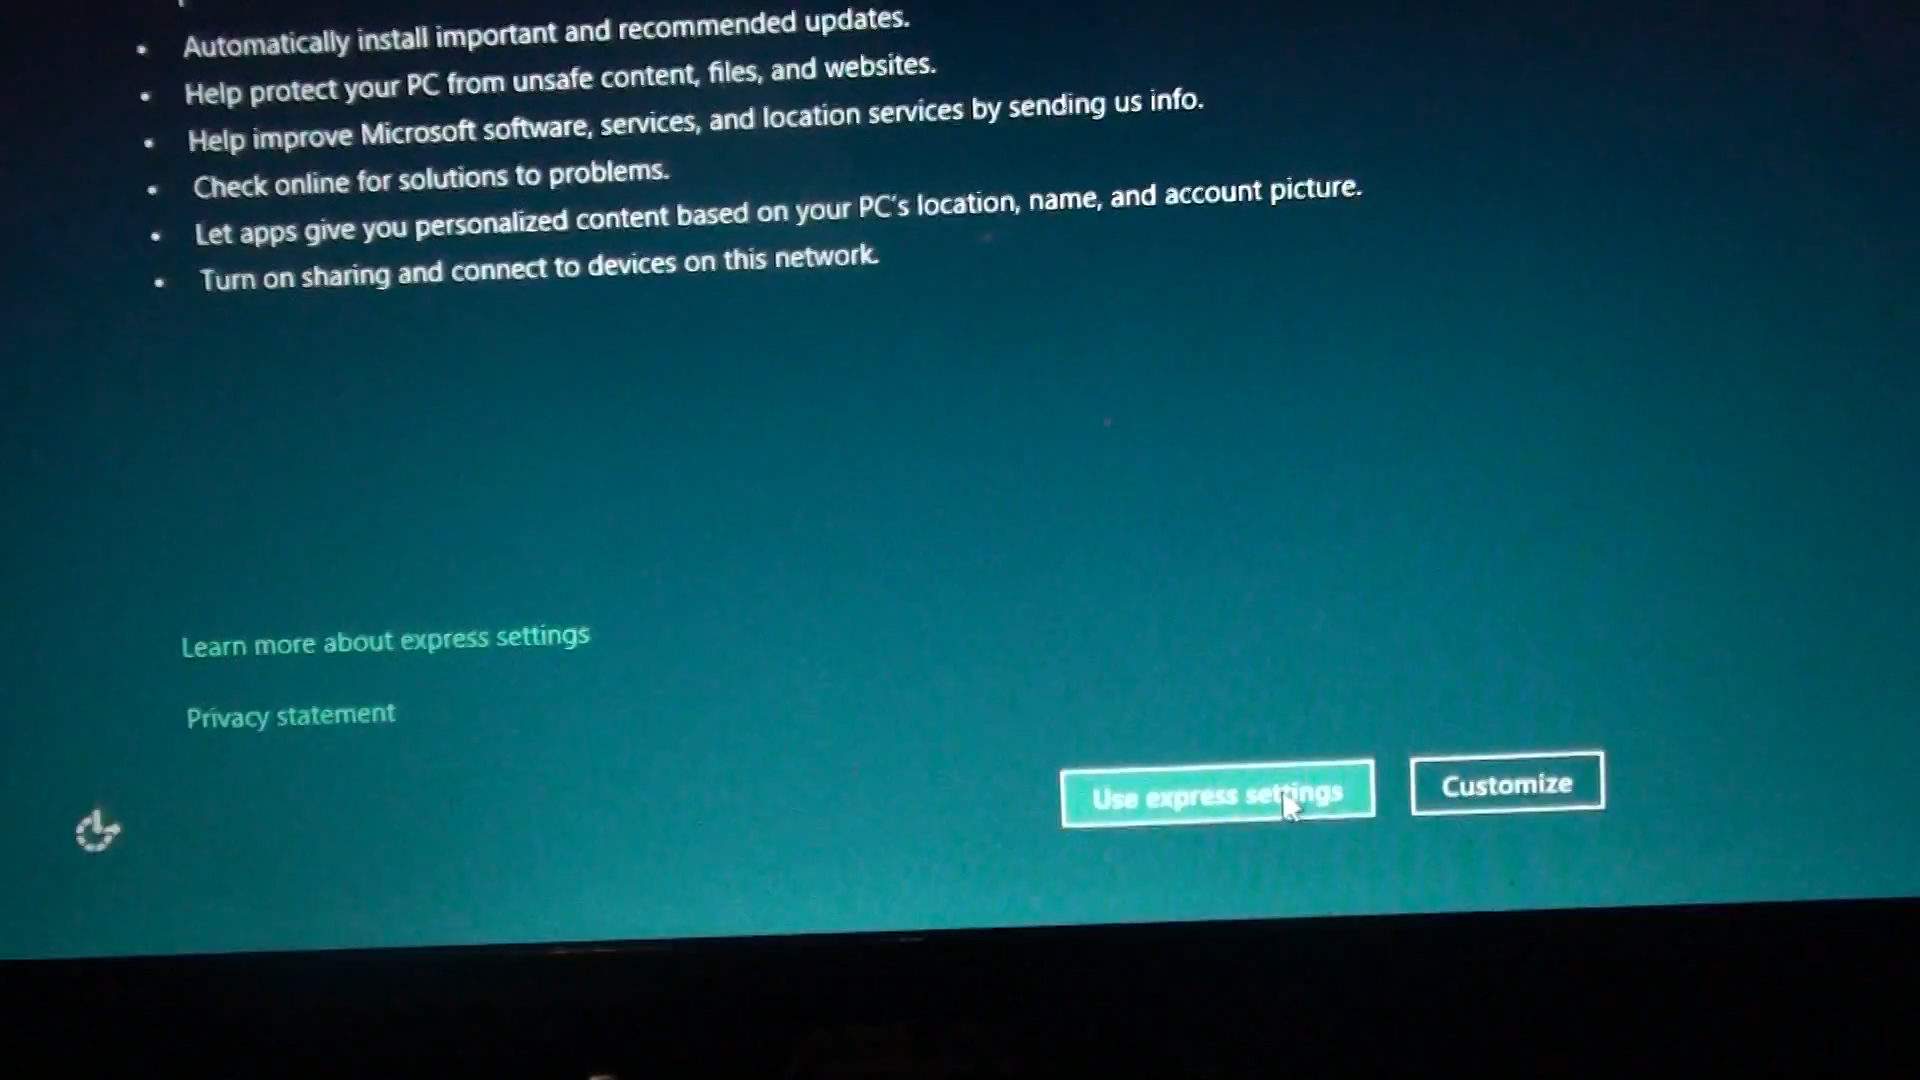 Automatically install important and recommended updates.
Help protect your PC from unsafe content, files, and websites.
Help improve Microsoft software, services, and location services by sending us info.
Check online for solutions to problems.
Let apps give you personalized content based on your PC's location, name, and account picture.
Turn on sharing and connect to devices on this network.
Learn more about express settings
Privacy statement
Use express settings
Customize